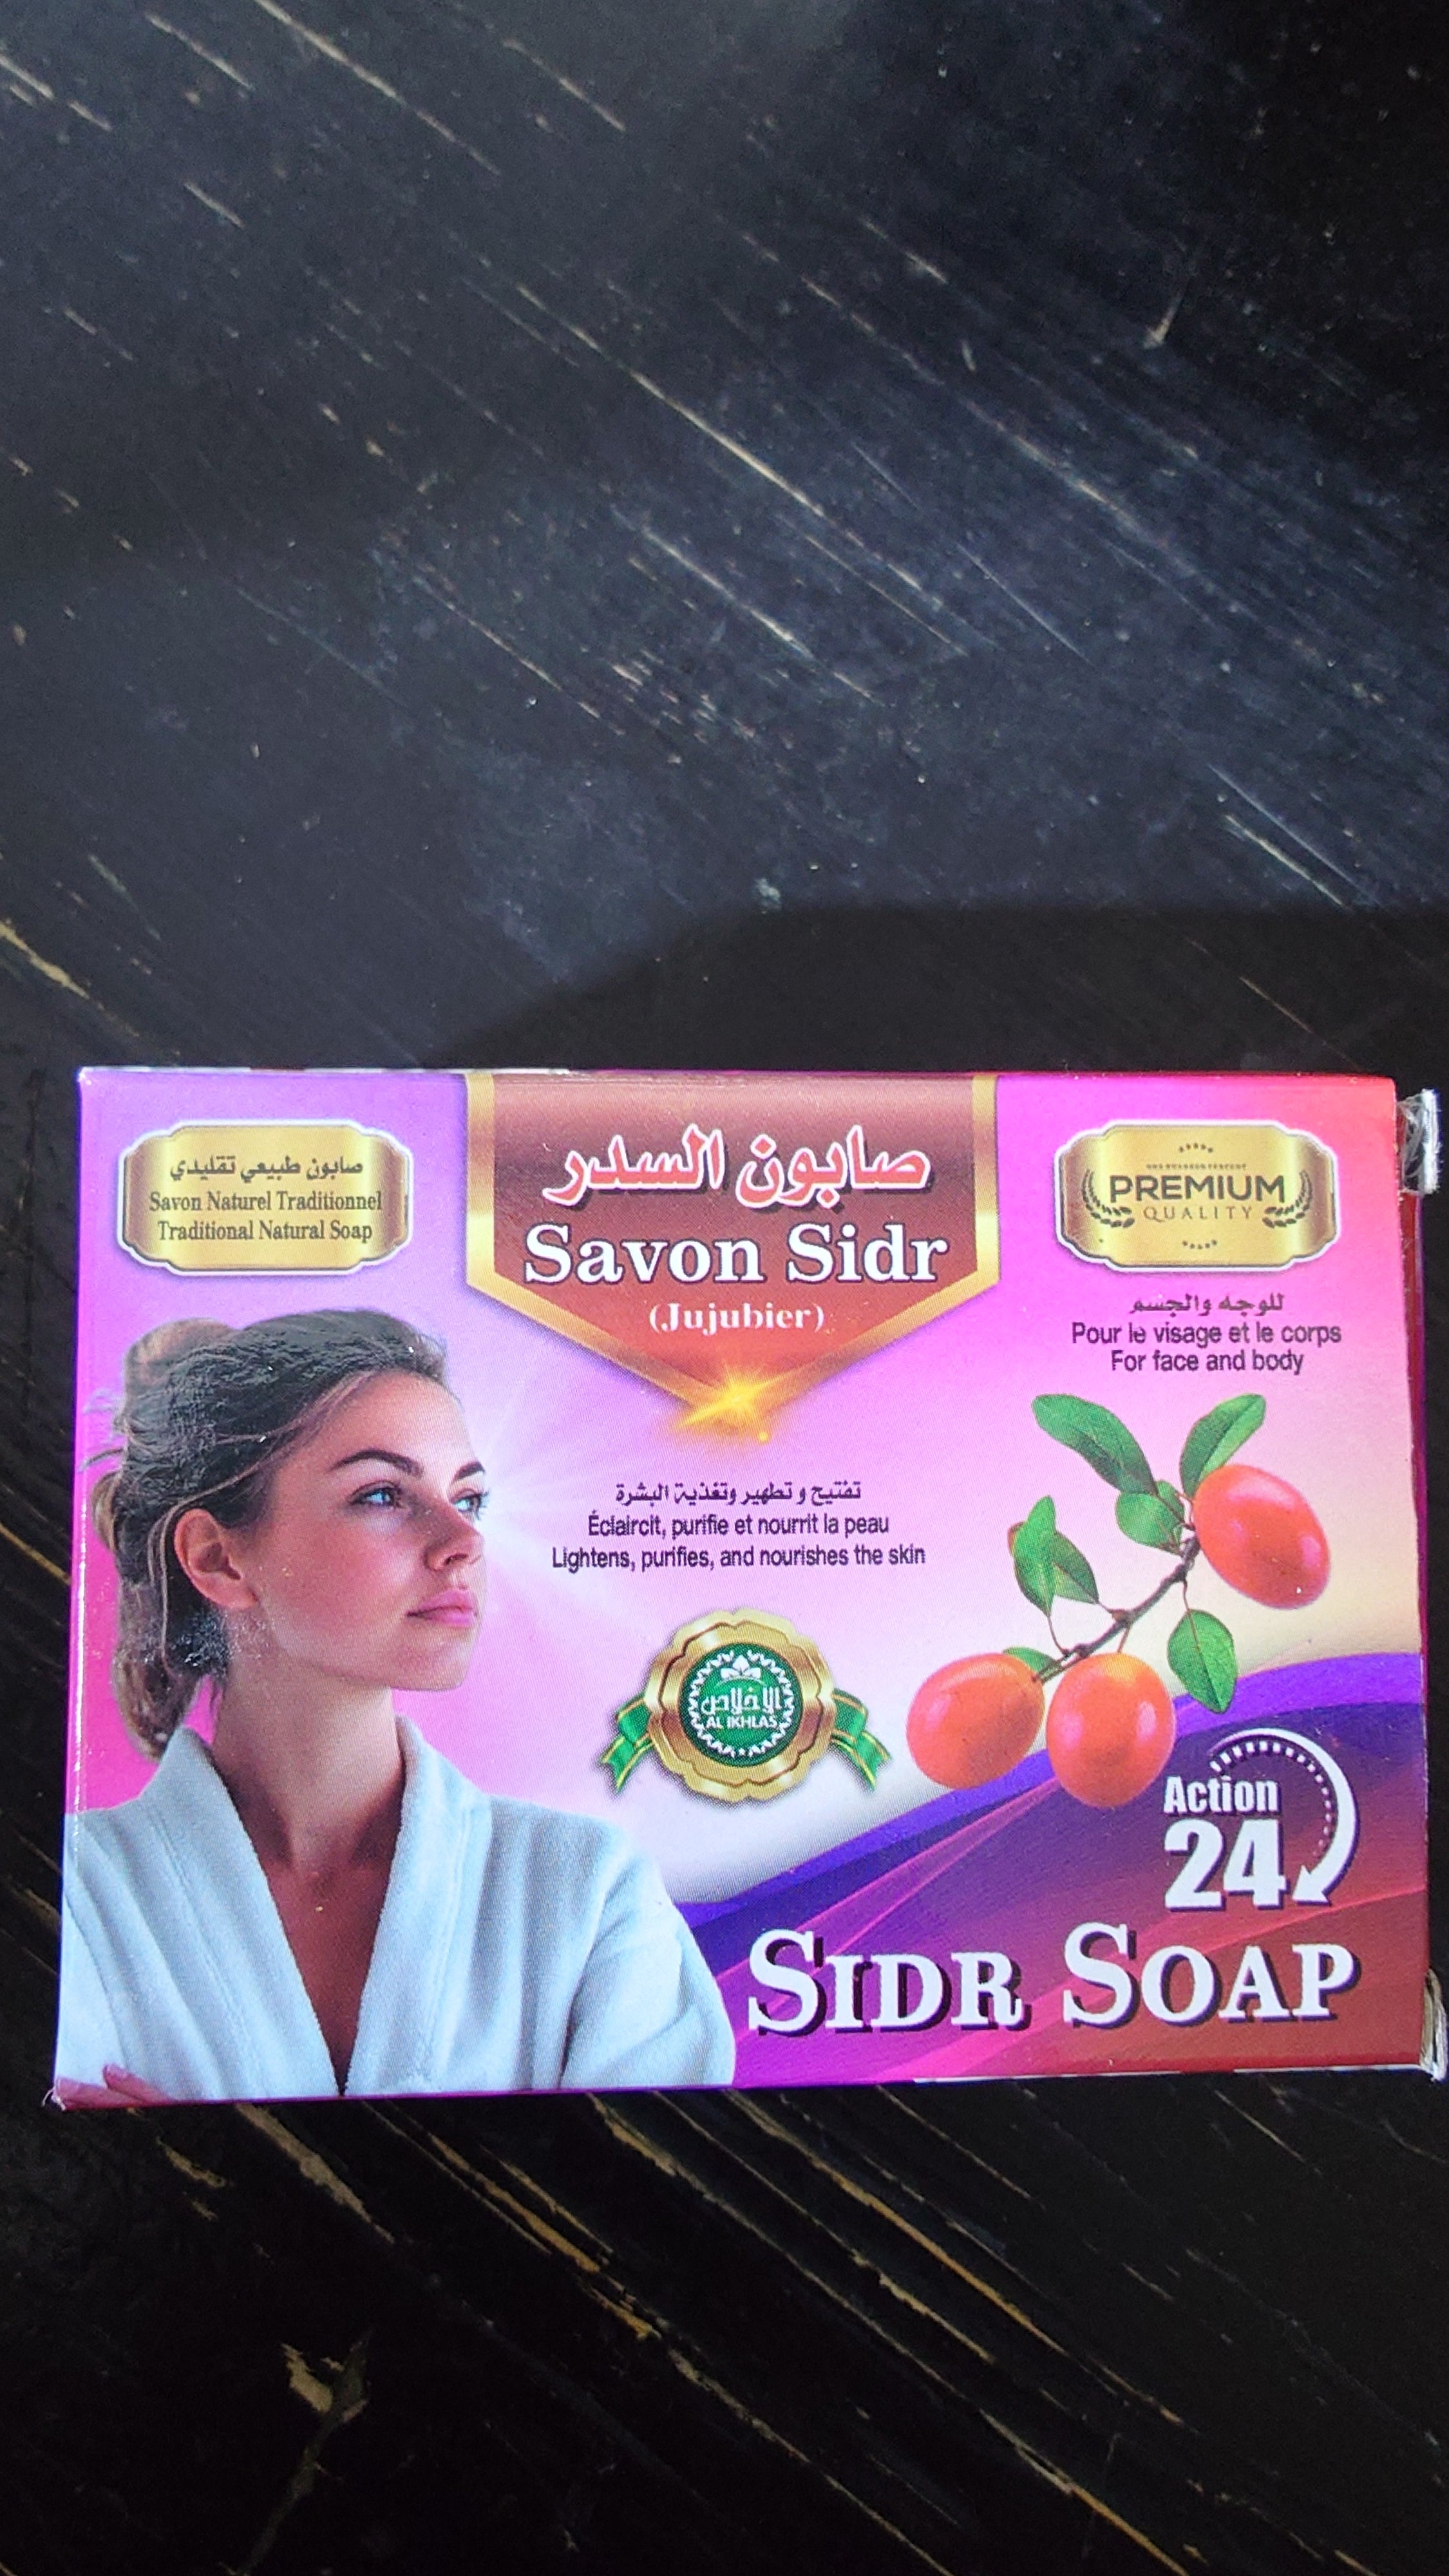 صابون طبيعي تقليدي
Savon Naturel Traditionnel
Traditional Natural Soap
صابون السدر
Savon Sidr
(Jujubier)
PREMIUM
QUALITY
للوجه والجسم
Pour le visage et le corps
For face and body
تفتيح و تطهير وتغذية البشرة
Éclaircit, purifie et nourrit la peau
Lightens, purifies, and nourishes the skin
الإخلاص
AL IKHLAS
Action
24
SIDR SOAP